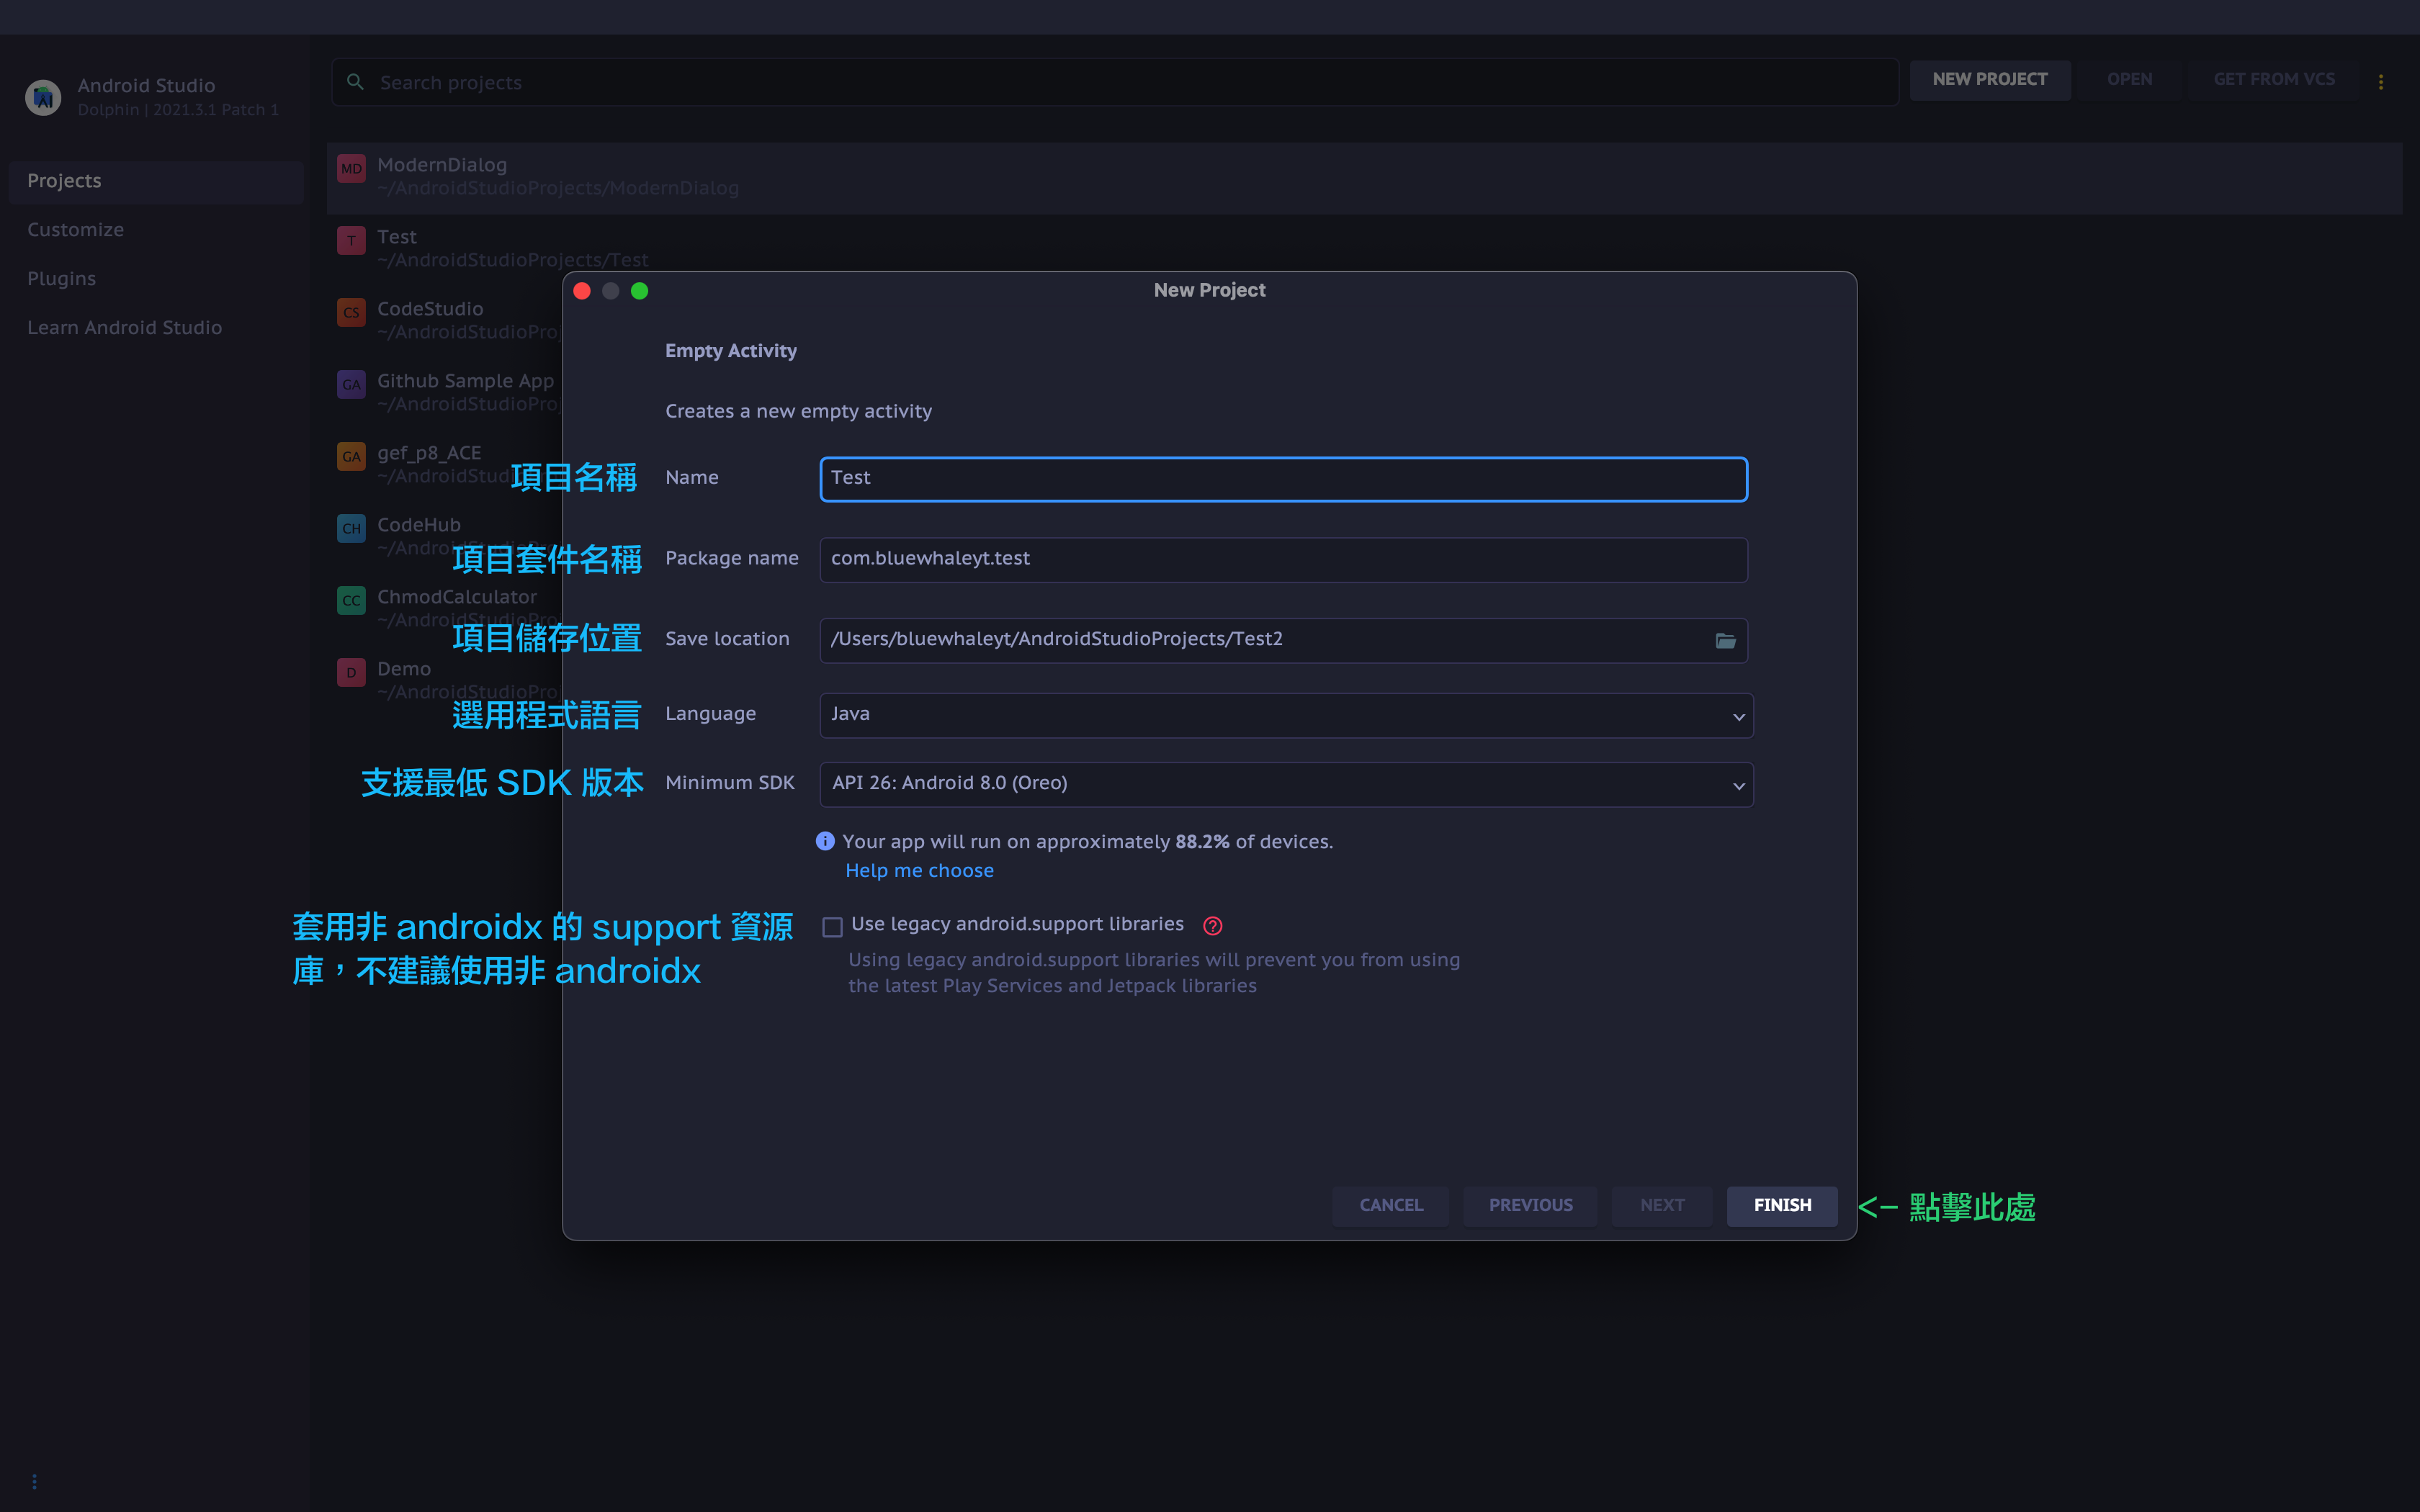 Android Studio
Dolphin | 2021.3.1 Patch 1
Search projects
NEW PROJECT
OPEN
GET FROM VCS
Projects
Customize
Plugins
Learn Android Studio
MD ModernDialog
~/AndroidStudioProjects/ModernDialog
T Test
~/AndroidStudioProjects/Test
CS CodeStudio
~/AndroidStudioPro
GA Github Sample App
~/AndroidStudioPro
GA gef_p8_ACE
~/AndroidStud
CH CodeHub
~/Android
CC ChmodCalculator
~/AndroidStudioPro
D Demo
~/AndroidStudioPro
New Project
Empty Activity
Creates a new empty activity
項目名稱 Name Test
項目套件名稱 Package name com.bluewhaleyt.test
項目儲存位置 Save location /Users/bluewhaleyt/AndroidStudioProjects/Test2
選用程式語言 Language Java
支援最低 SDK 版本 Minimum SDK API 26: Android 8.0 (Oreo)
Your app will run on approximately 88.2% of devices.
Help me choose
套用非 androidx 的 support 資源
庫，不建議使用非 androidx
Use legacy android.support libraries
Using legacy android.support libraries will prevent you from using
the latest Play Services and Jetpack libraries
CANCEL
PREVIOUS
NEXT
FINISH
<- 點擊此處